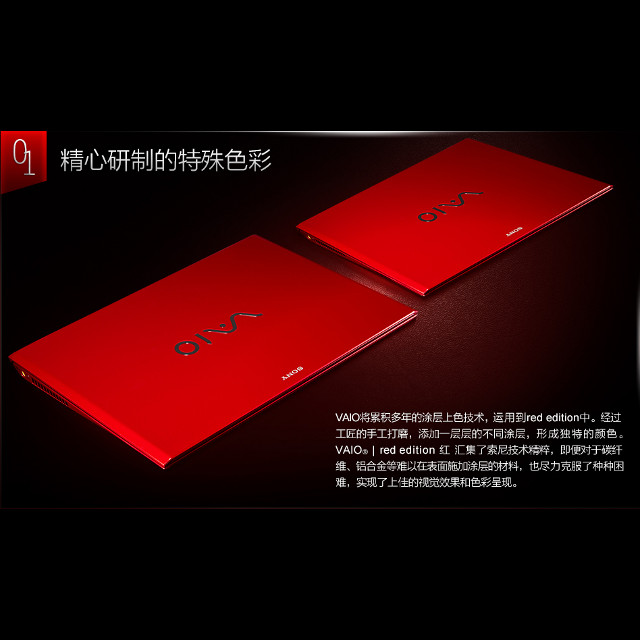 01
精心研制的特殊色彩
VAIO
SONY
VAIO
SONY
VAIO将累积多年的涂层上色技术，运用到red edition中。经过
工匠的手工打磨，添加一层层的不同涂层，形成独特的颜色。
VAIO® | red edition 红 汇集了索尼技术精粹，即便对于碳纤
维、铝合金等难以在表面施加涂层的材料，也尽力克服了种种困
难，实现了上佳的视觉效果和色彩呈现。